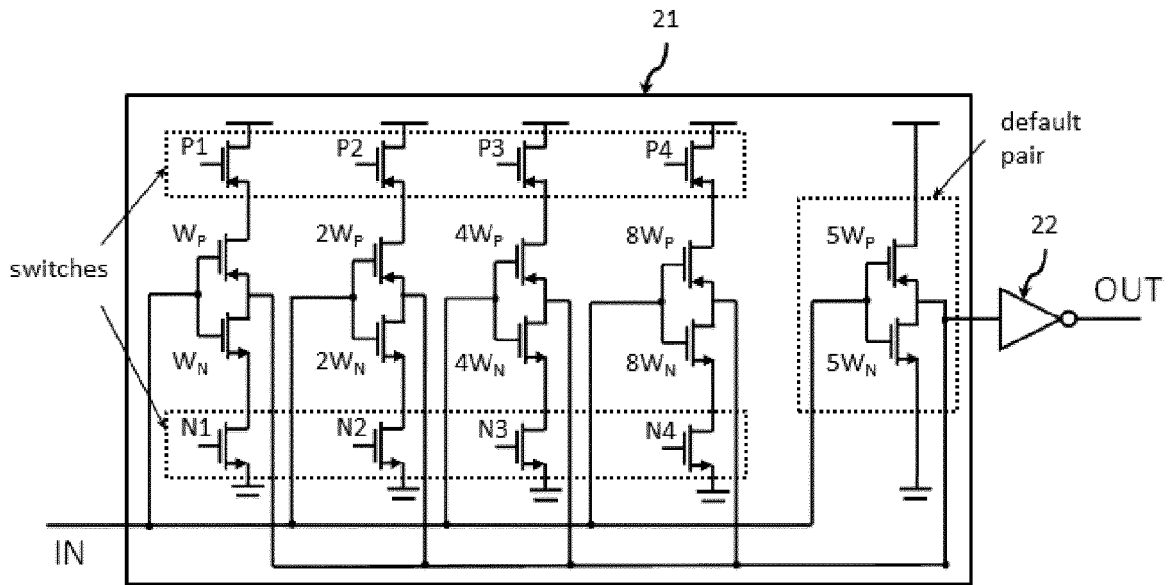 21
default
pair
P1
P2
P3
P4
switches
W_P
2W_P
4W_P
8W_P
5W_P
22
OUT
W_N
2W_N
4W_N
8W_N
5W_N
N1
N2
N3
N4
IN